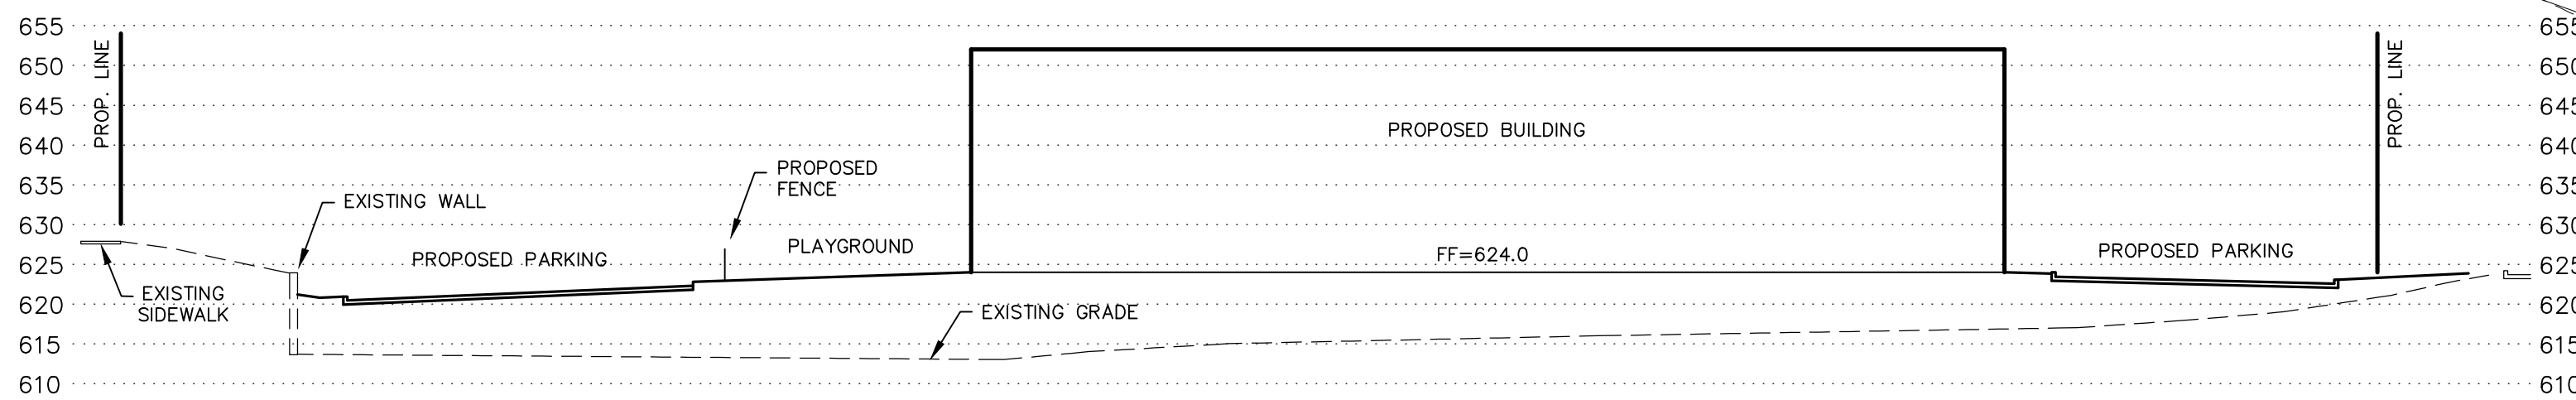 655
650
645
640
635
630
625
620
615
610
PROP. LINE
EXISTING
SIDEWALK
EXISTING WALL
PROPOSED PARKING
PROPOSED
FENCE
PLAYGROUND
EXISTING GRADE
PROPOSED BUILDING
FF=624.0
PROPOSED PARKING
PROP. LINE
655
650
645
640
635
630
625
620
615
610